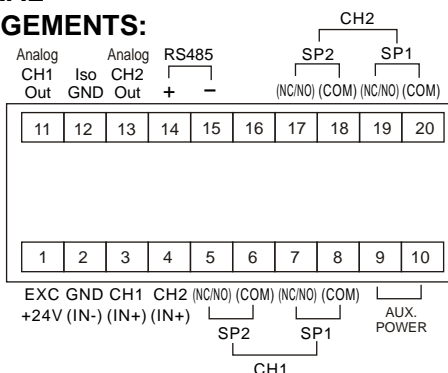 GEMENTS:
CH2
Analog Analog RS485 SP2 SP1
CH1 Iso CH2
Out GND Out + – (NC/NO) (COM) (NC/NO) (COM)
11 12 13 14 15 16 17 18 19 20
1 2 3 4 5 6 7 8 9 10
EXC GND CH1 CH2 (NC/NO) (COM) (NC/NO) (COM)
+24V (IN-) (IN+) (IN+) AUX.
SP2 SP1 POWER
CH1